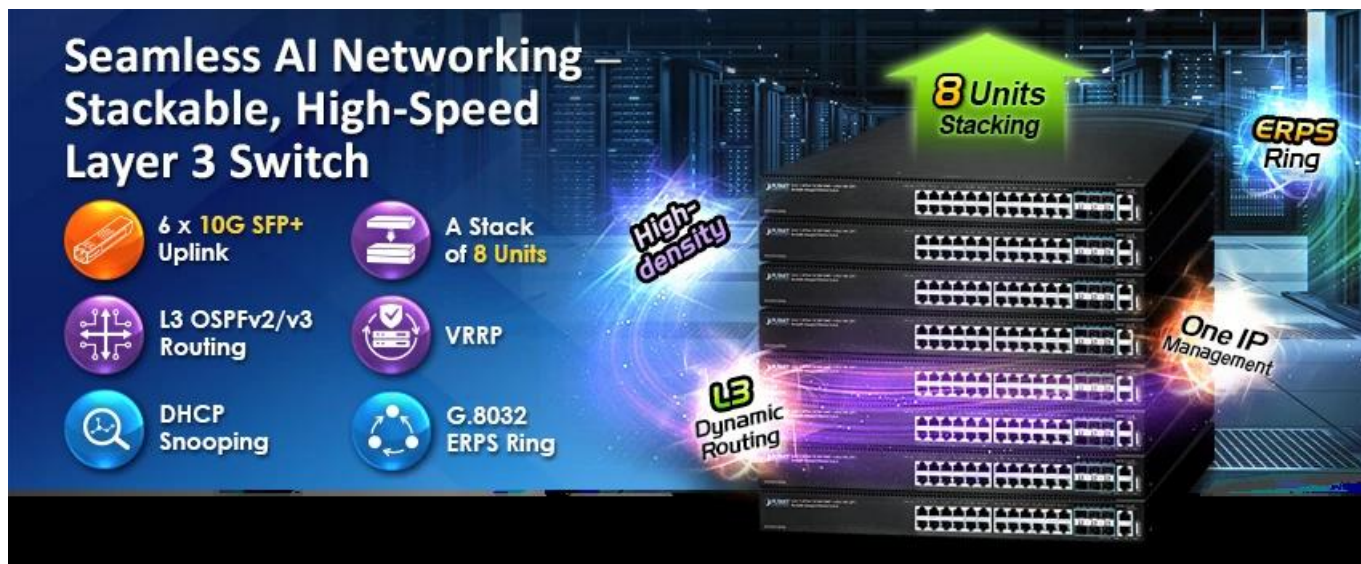 Seamless AI Networking –
Stackable, High-Speed
Layer 3 Switch
6 x 10G SFP+
Uplink
A Stack
of 8 Units
L3 OSPFv2/v3
Routing
VRRP
DHCP
Snooping
G.8032
ERPS Ring
8 Units
Stacking
ERPS
Ring
High-
density
One IP
Management
L3
Dynamic
Routing
PLANET